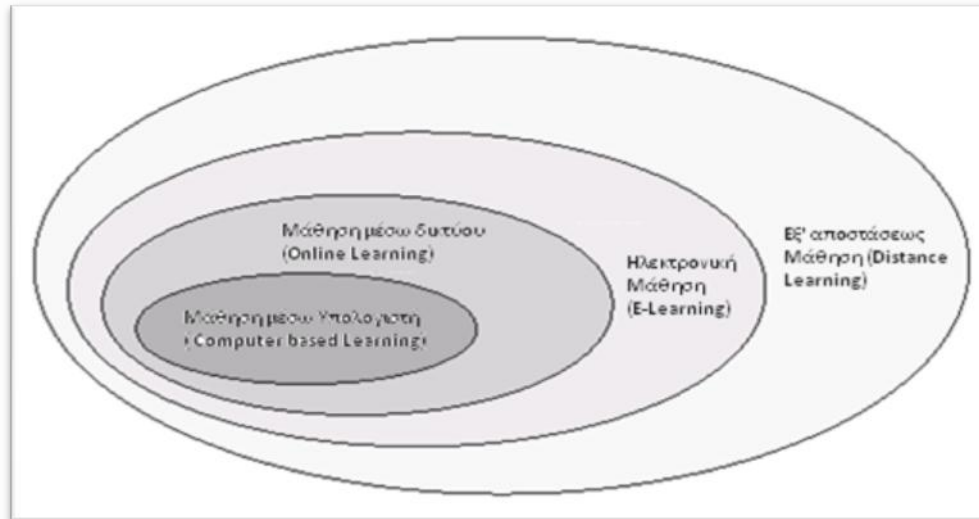 Μάθηση μέσω δικτύου
(Online Learning)
Μάθηση μέσω Υπολογιστή
(Computer based Learning)
Ηλεκτρονική
Μάθηση
(E-Learning)
Εξ' αποστάσεως
Μάθηση (Distance
Learning)